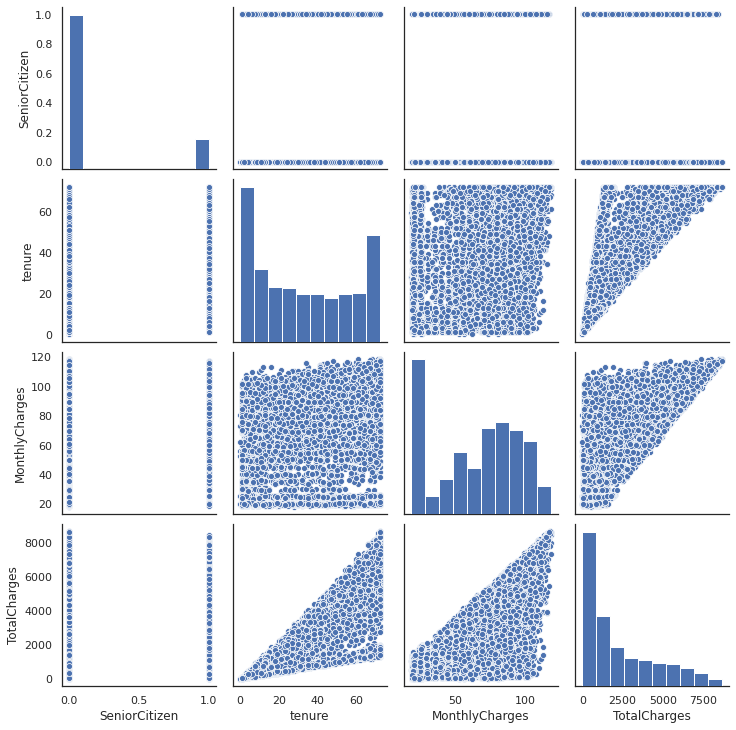 1.0
0.8
0.6
0.4
0.2
0.0
SeniorCitizen
60
40
20
0
tenure
120
100
80
60
40
20
MonthlyCharges
8000
6000
4000
2000
0
TotalCharges
0.0 0.5 1.0
0 20 40 60
50 100
0 2500 5000 7500
SeniorCitizen tenure MonthlyCharges TotalCharges